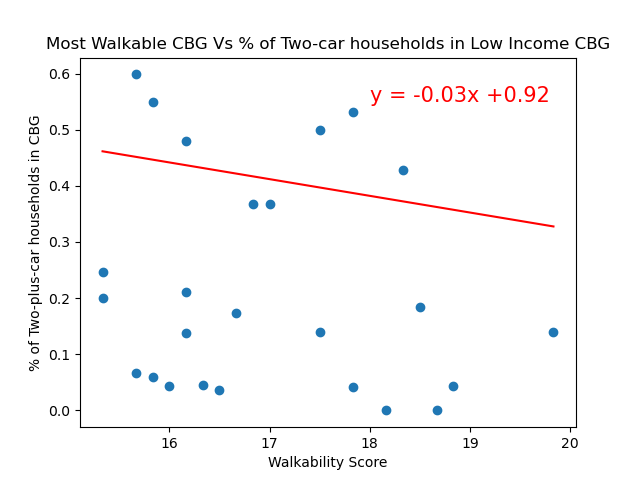 Most Walkable CBG Vs % of Two-car households in Low Income CBG
y = -0.03x +0.92
% of Two-plus-car households in CBG
0.6
0.5
0.4
0.3
0.2
0.1
0.0
16 17 18 19 20
Walkability Score